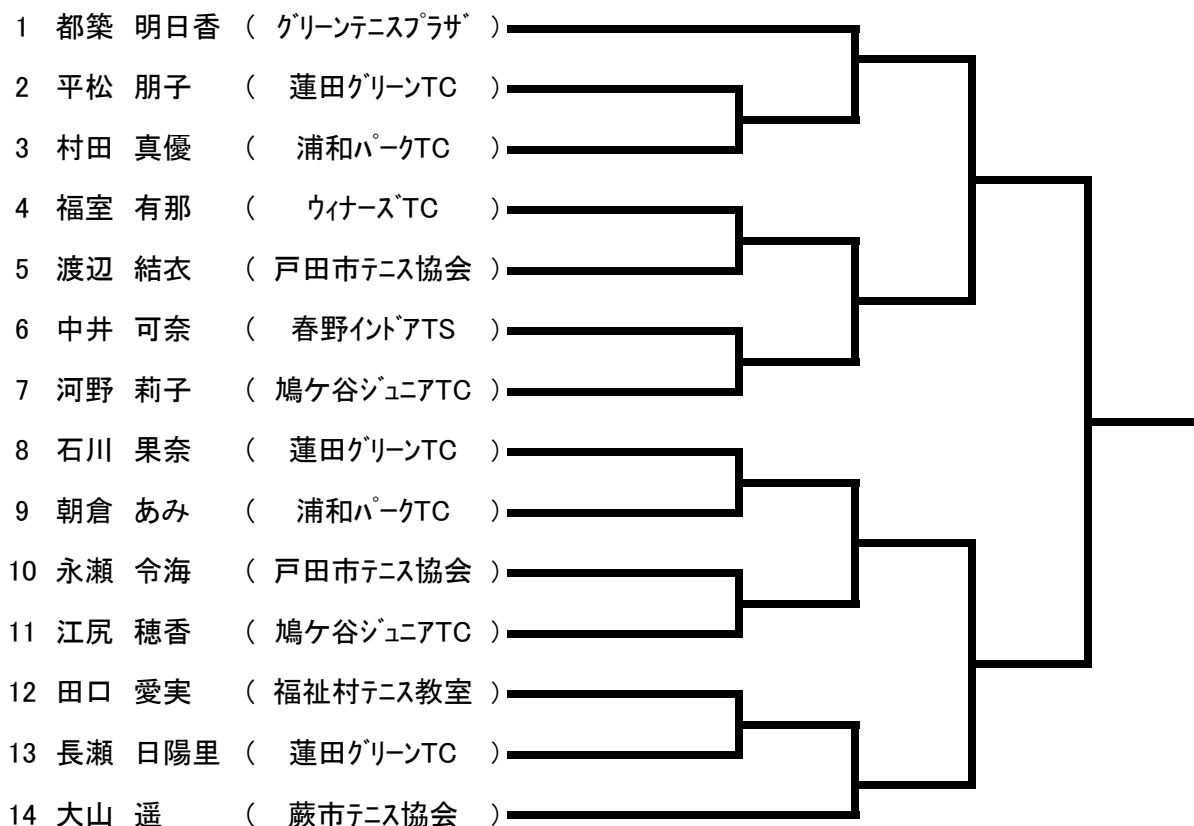 1 都築 明日香 ( グリーンテニスプラザ )
2 平松 朋子 ( 蓮田グリーンTC )
3 村田 真優 ( 浦和パークTC )
4 福室 有那 ( ウィナーズTC )
5 渡辺 結衣 ( 戸田市テニス協会 )
6 中井 可奈 ( 春野インドアTS )
7 河野 莉子 ( 鳩ケ谷ジュニアTC )
8 石川 果奈 ( 蓮田グリーンTC )
9 朝倉 あみ ( 浦和パークTC )
10 永瀬 令海 ( 戸田市テニス協会 )
11 江尻 穂香 ( 鳩ケ谷ジュニアTC )
12 田口 愛実 ( 福祉村テニス教室 )
13 長瀬 日陽里 ( 蓮田グリーンTC )
14 大山 遥 ( 蕨市テニス協会 )